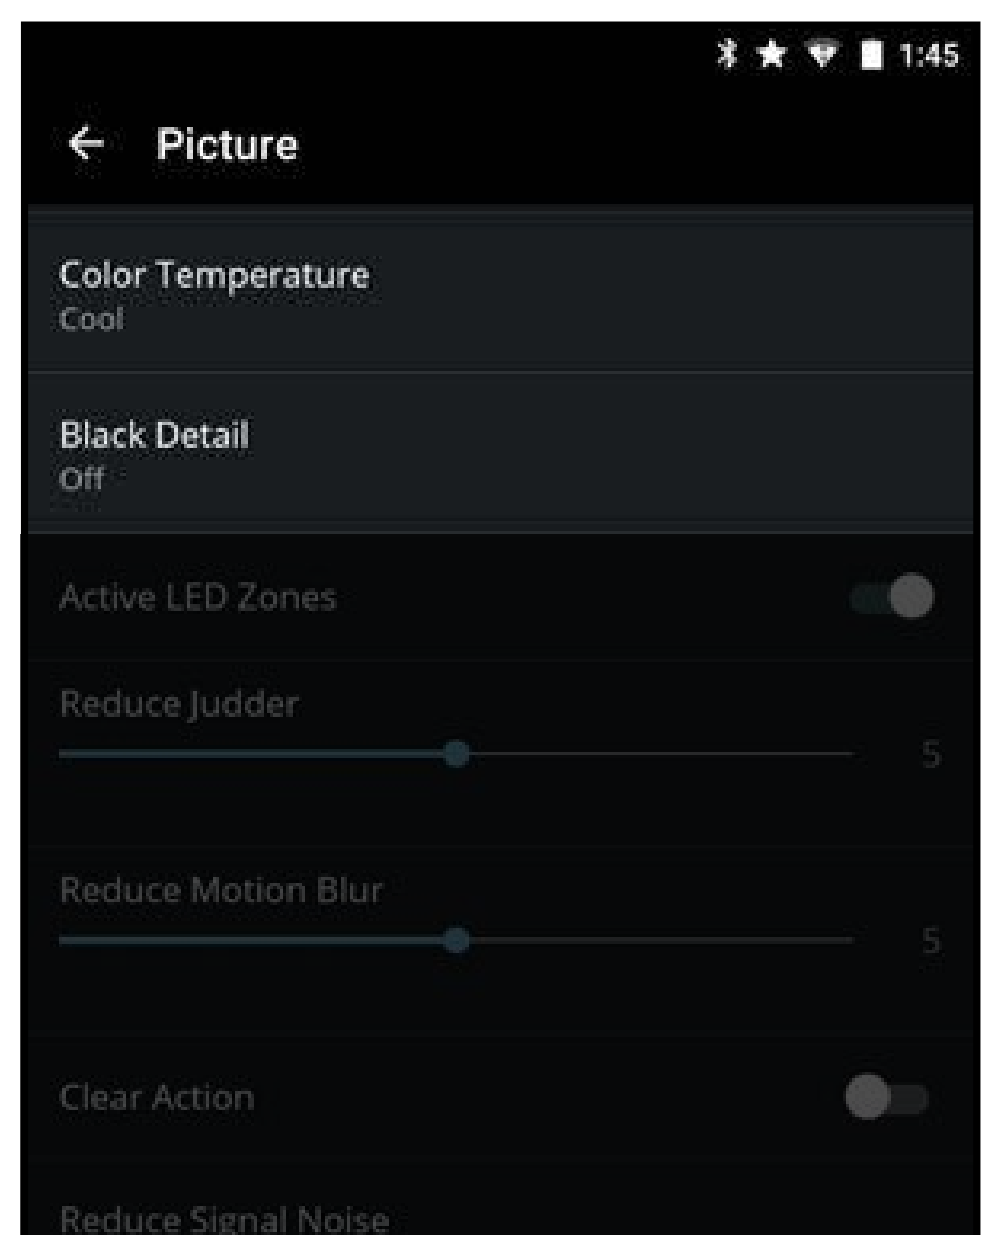 1:45
Picture
Color Temperature
Cool
Black Detail
Off
Active LED Zones
Reduce Judder
5
Reduce Motion Blur
5
Clear Action
Reduce Signal Noise